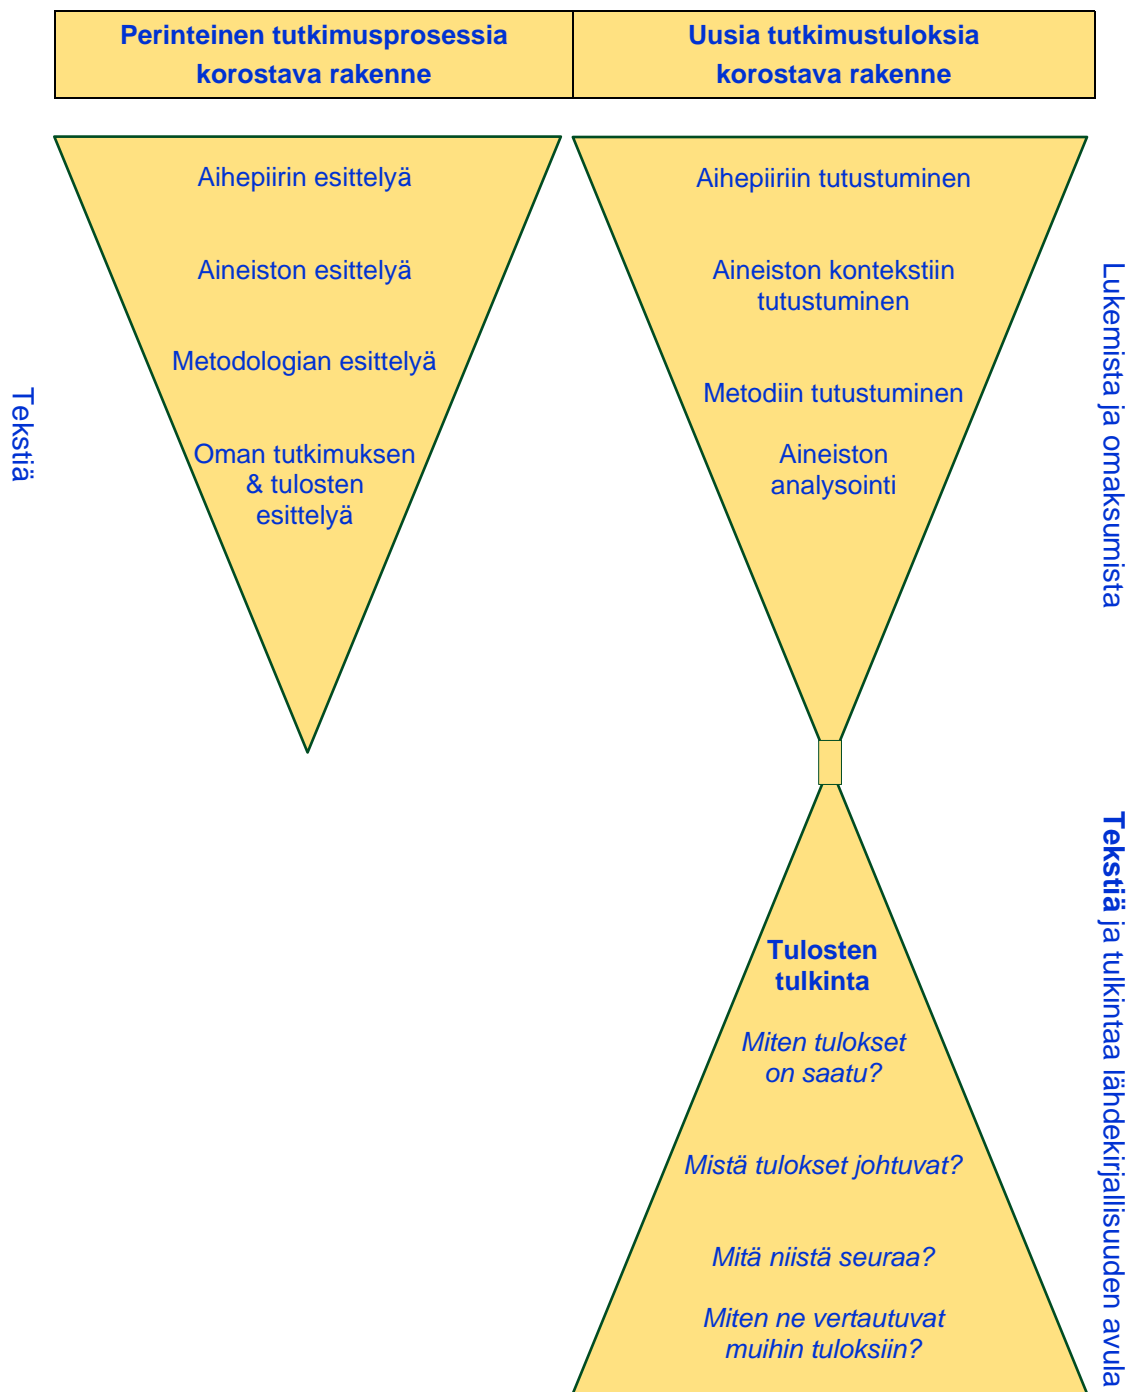 Perinteinen tutkimusprosessia
korostava rakenne
Uusia tutkimustuloksia
korostava rakenne
Aihepiirin esittelyä
Aineiston esittelyä
Metodologian esittelyä
Oman tutkimuksen
& tulosten
esittelyä
Tekstiä
Aihepiiriin tutustuminen
Aineiston kontekstiin
tutustuminen
Metodiin tutustuminen
Aineiston
analysointi
Lukemista ja omaksumista
Tulosten
tulkinta
Miten tulokset
on saatu?
Mistä tulokset johtuvat?
Mitä niistä seuraa?
Miten ne vertautuvat
muihin tuloksiin?
Tekstiä ja tulkintaa lähdekirjallisuuden avula